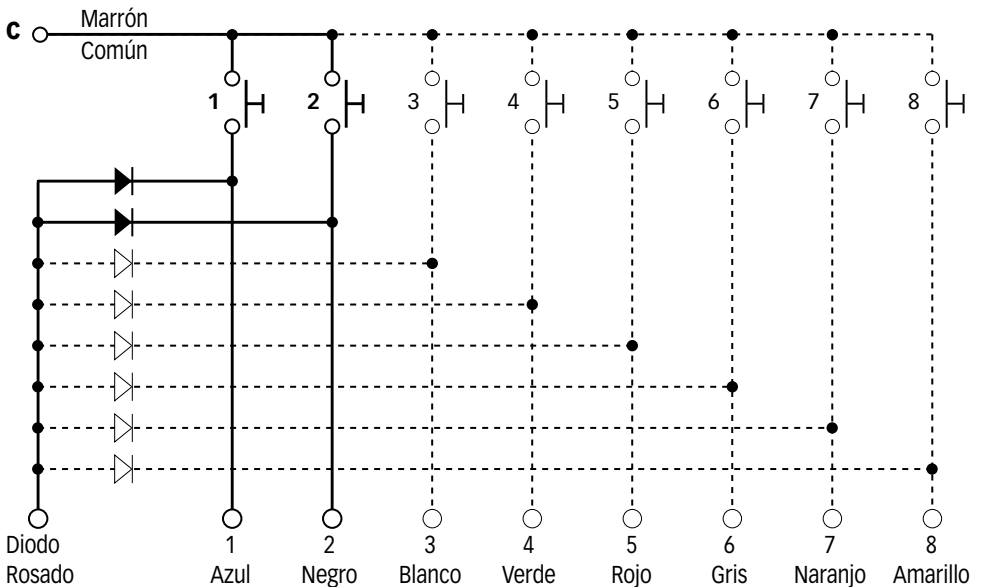 C
Marrón
Común
1 2 3 4 5 6 7 8
Diodo 1 2 3 4 5 6 7 8
Rosado Azul Negro Blanco Verde Rojo Gris Naranjo Amarillo